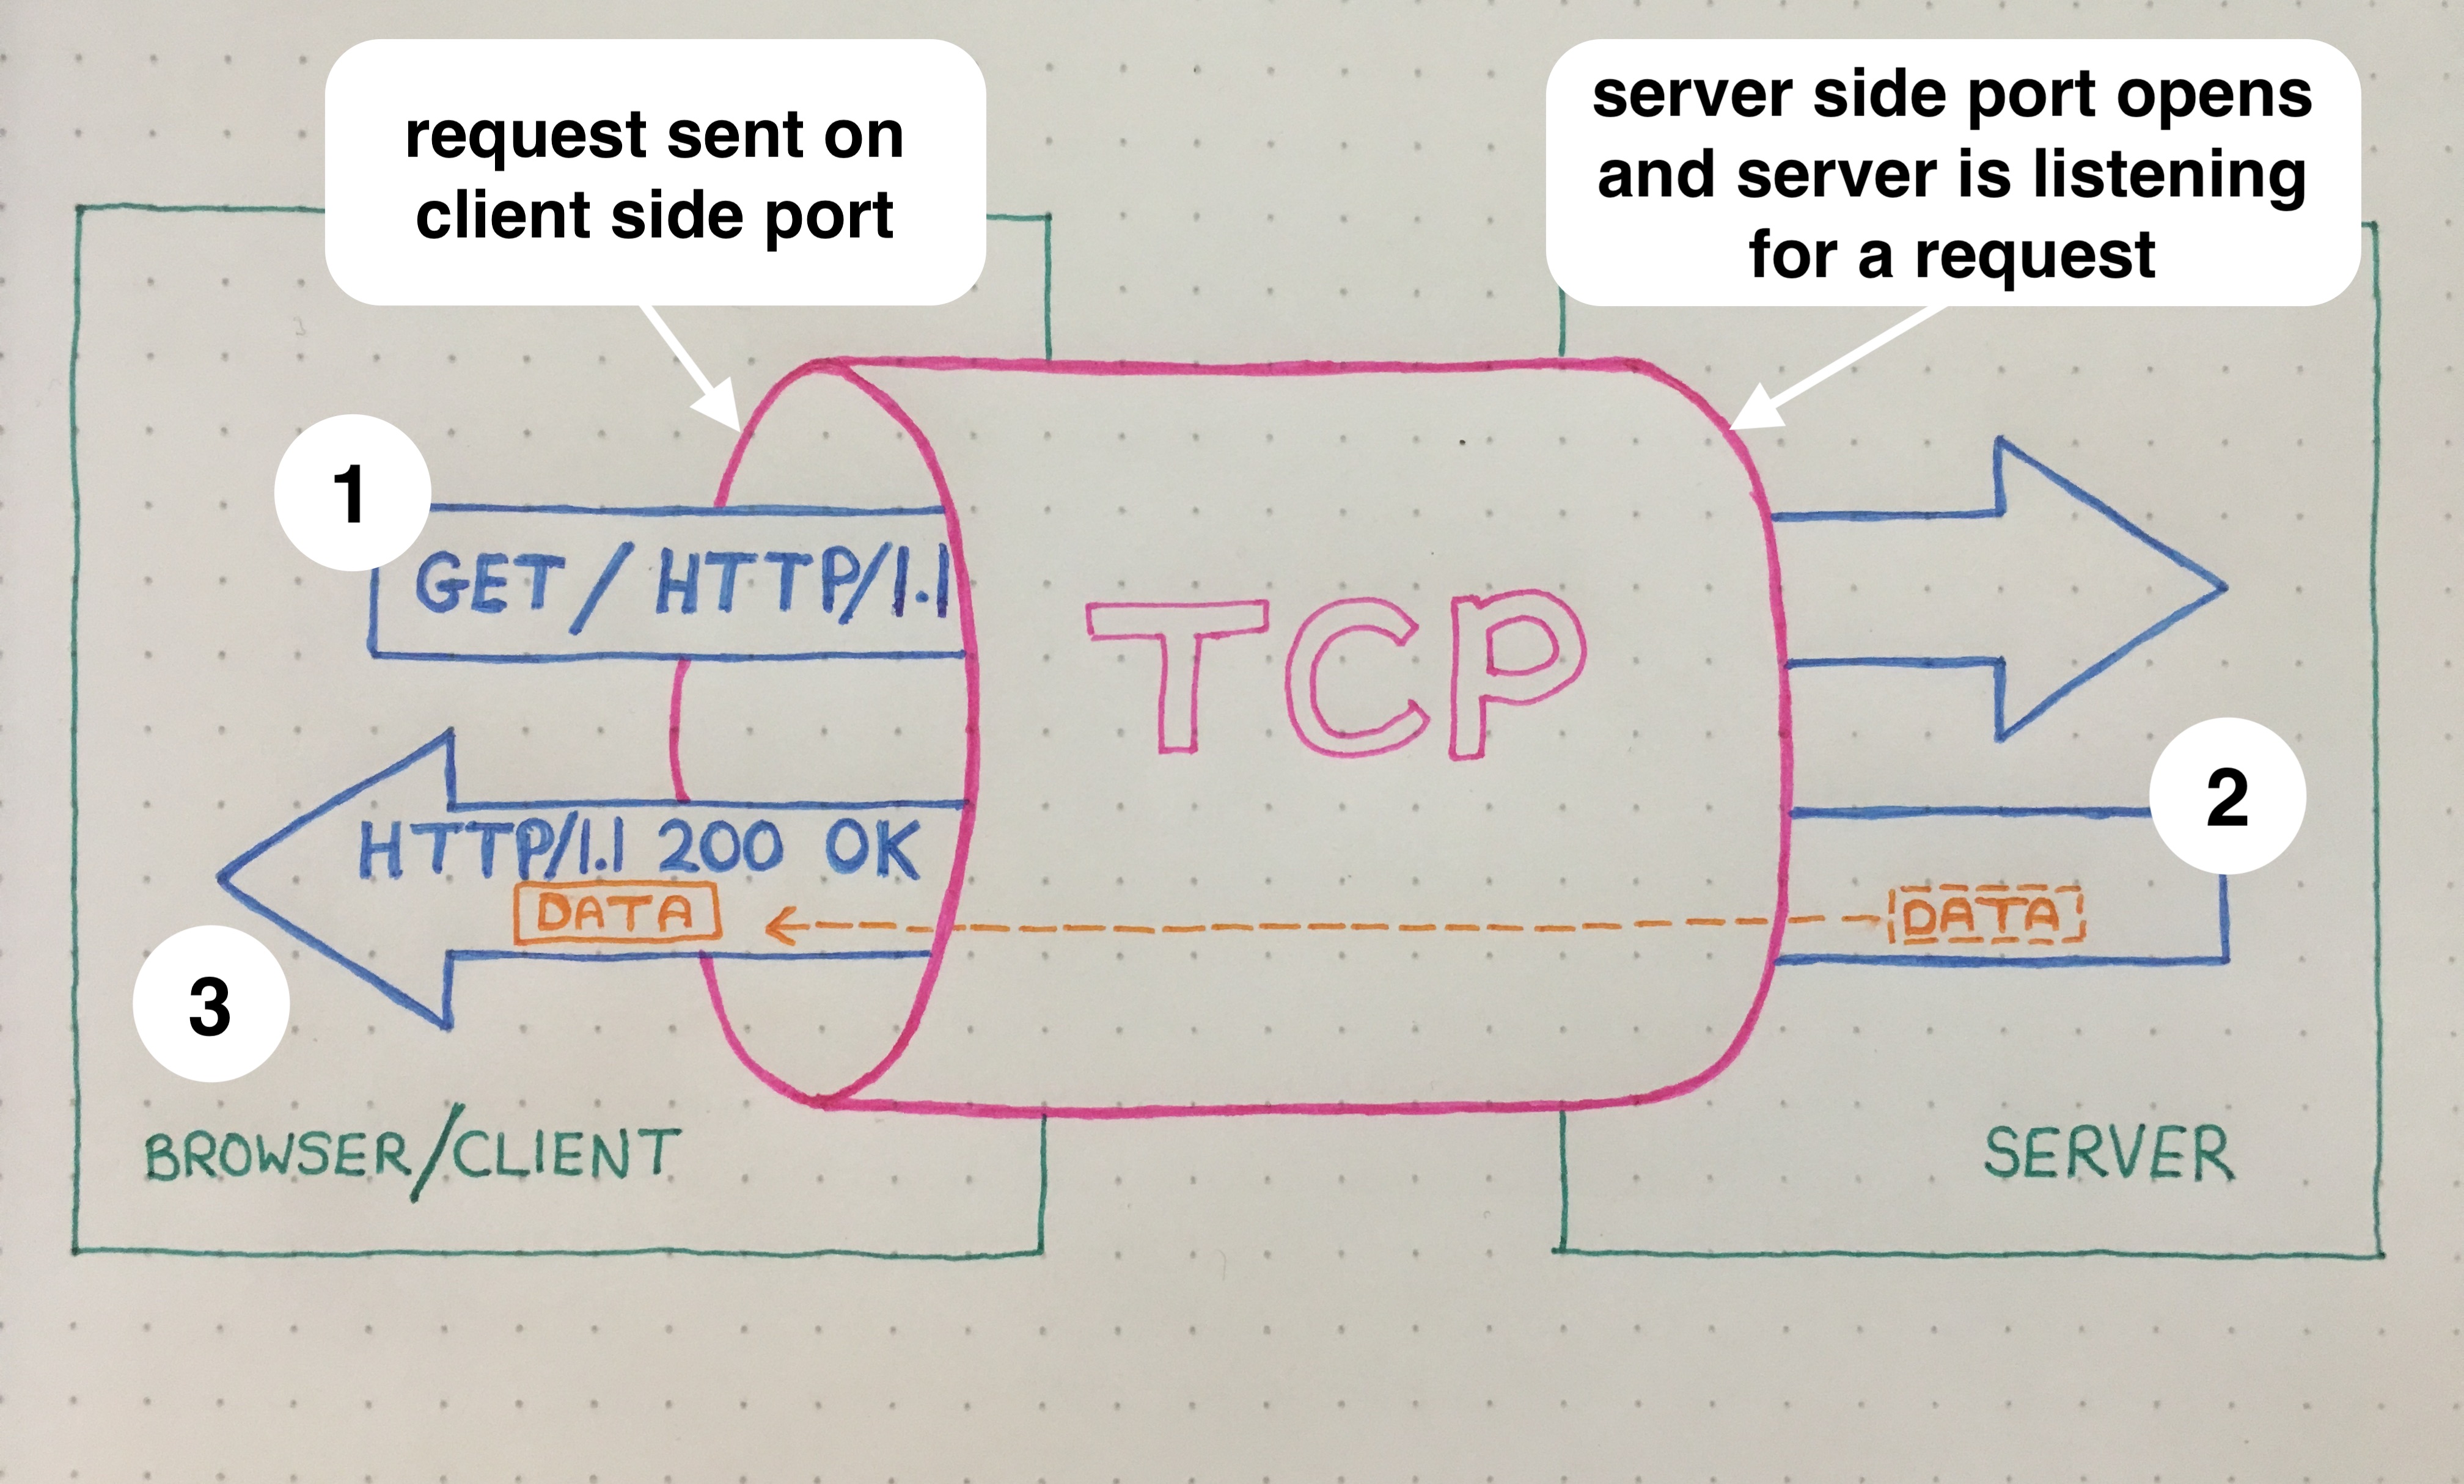 request sent on
client side port
server side port opens
and server is listening
for a request
1
GET / HTTP/1.1
TCP
2
HTTP/1.1 200 OK
DATA
DATA
3
BROWSER/CLIENT
SERVER